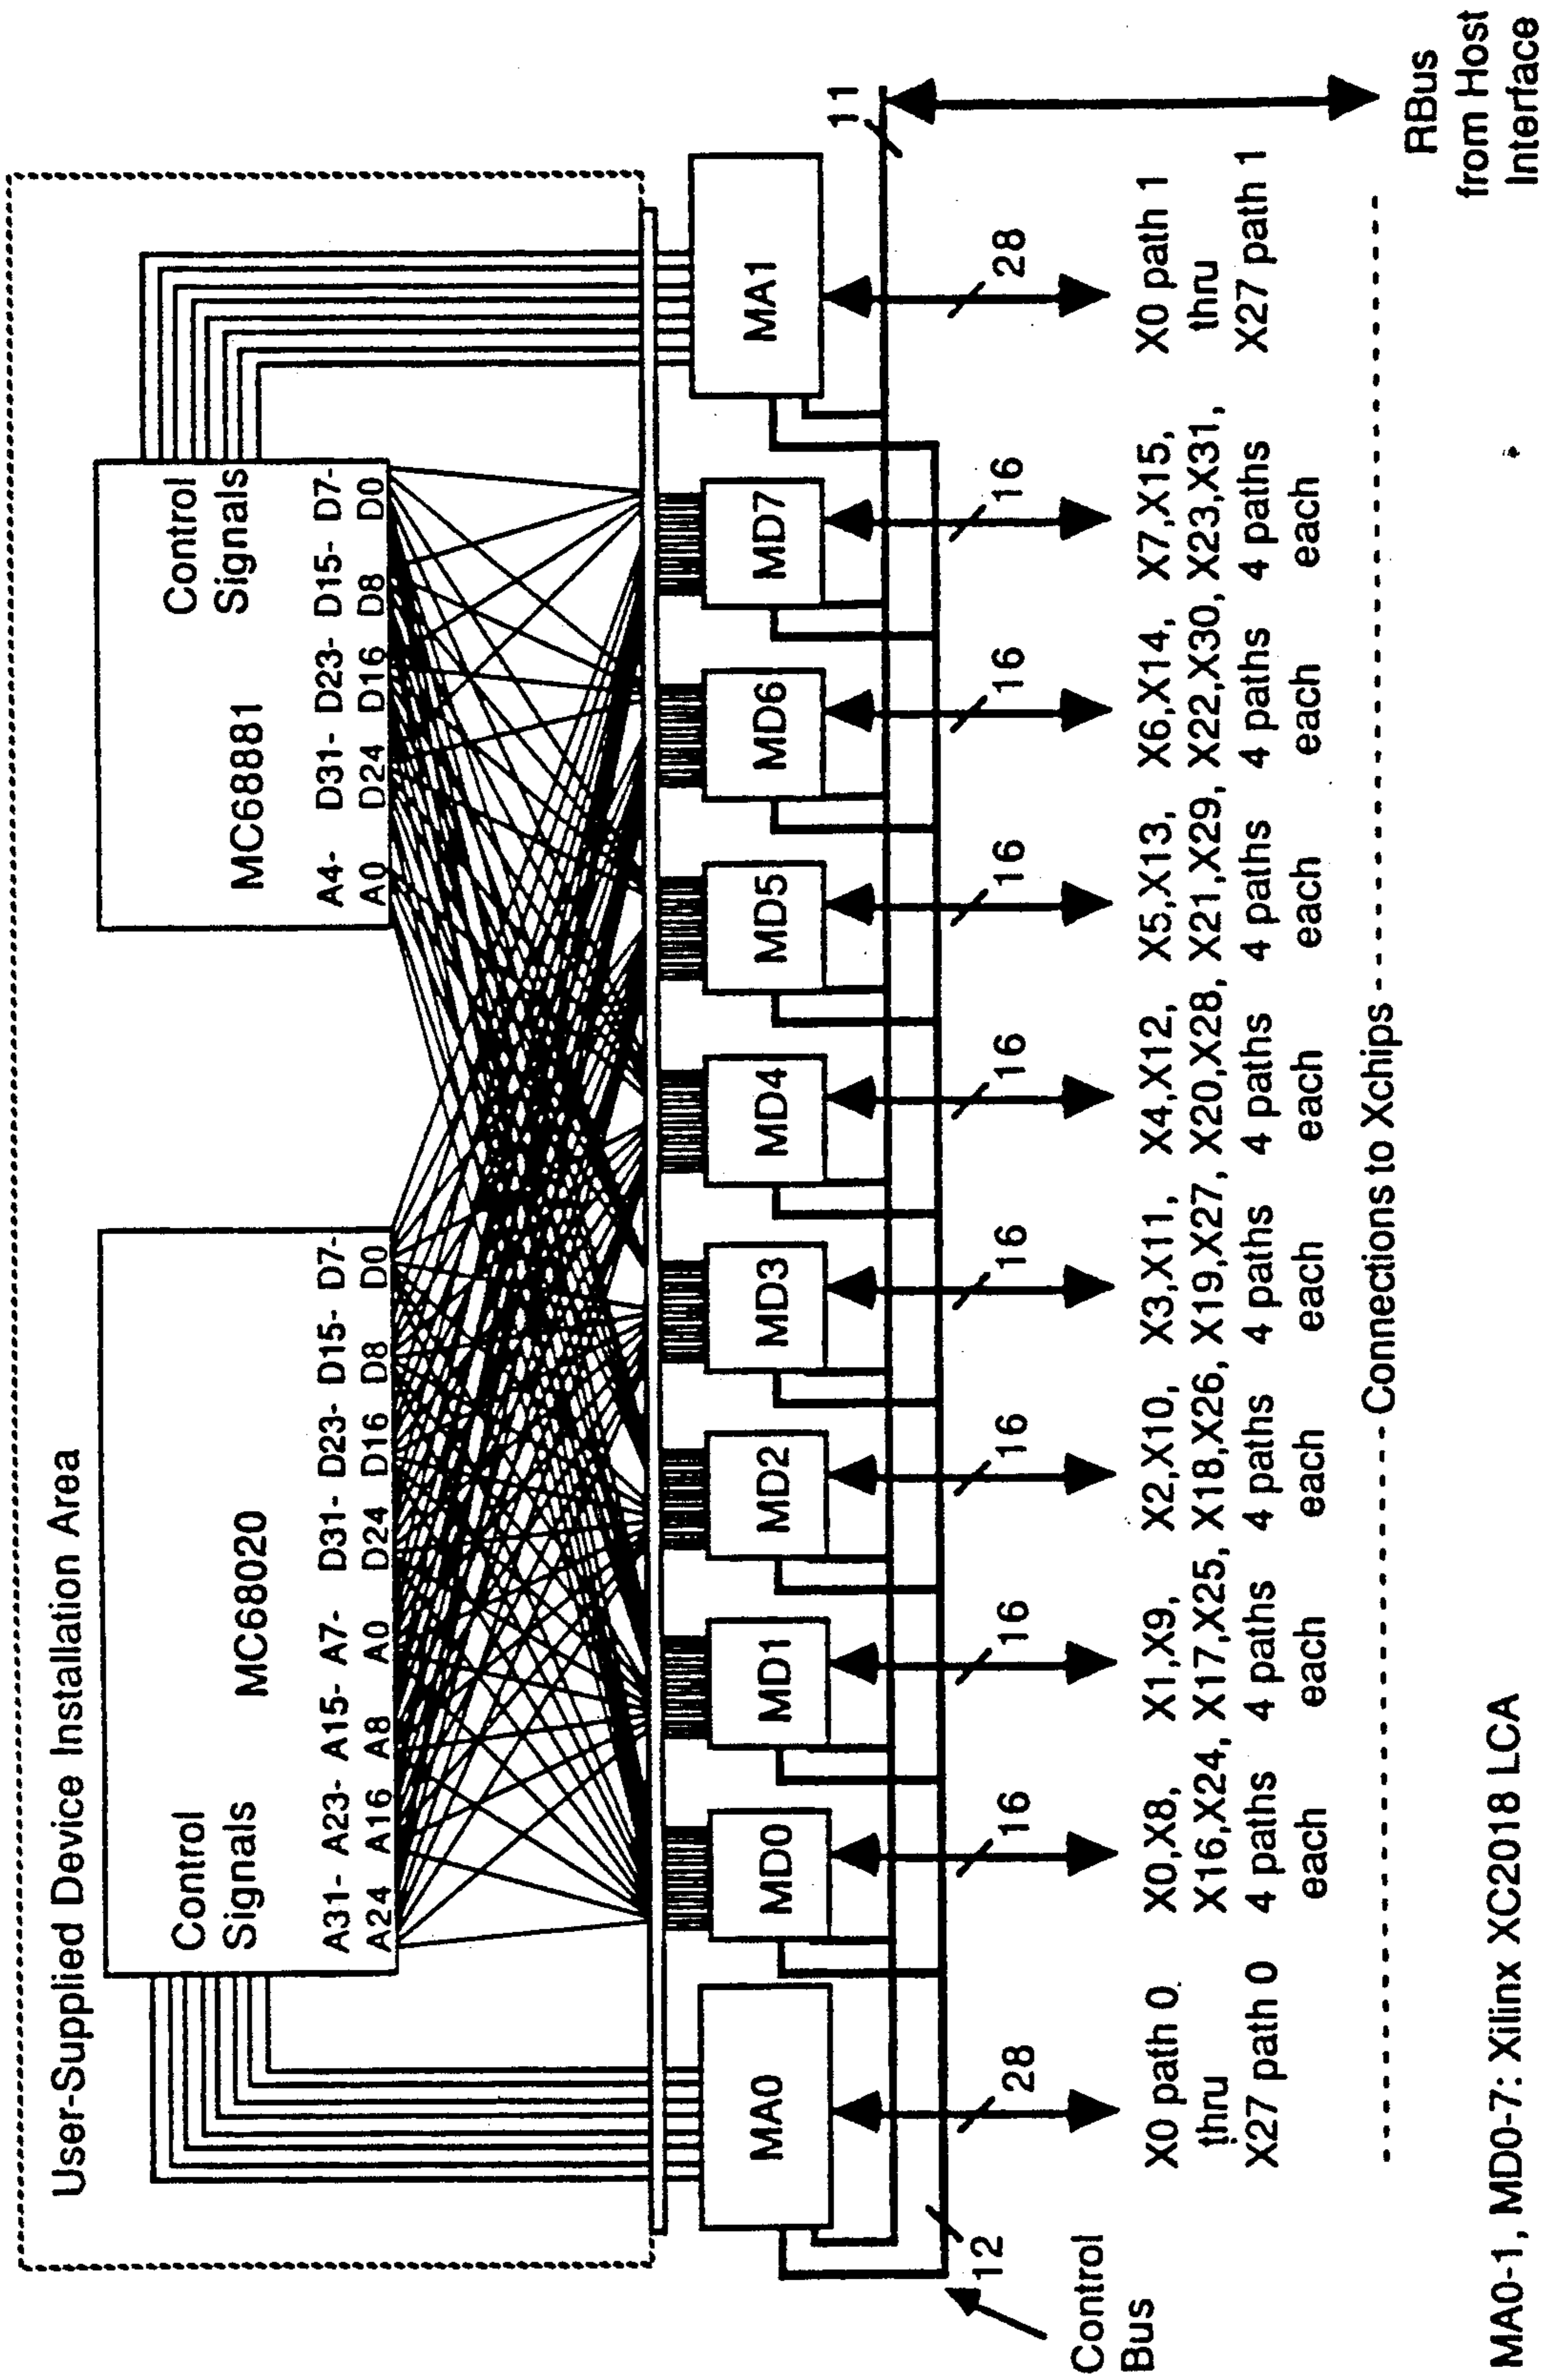 User-Supplied Device Installation Area
Control
Signals
MC68020
A31- A23- A15- A7- D31- D23- D15- D7-
A24 A16 A8 A0 D24 D16 D8 D0
Control
Signals
MC68881
A4- D31- D23- D15- D7-
A0 D24 D16 D8 D0
MA0 MD0 MD1 MD2 MD3 MD4 MD5 MD6 MD7 MA1
11
12
28 16 16 16 16 16 16 16 16 28
Control
Bus
X0 path 0
thru
X27 path 0
X0,X8,
X16,X24,
4 paths
each
X1,X9,
X17,X25,
4 paths
each
X2,X10,
X18,X26,
4 paths
each
X3,X11,
X19,X27,
4 paths
each
X4,X12,
X20,X28,
4 paths
each
X5,X13,
X21,X29,
4 paths
each
X6,X14,
X22,X30,
4 paths
each
X7,X15,
X23,X31,
4 paths
each
X0 path 1
thru
X27 path 1
Connections to Xchips
RBus
from Host
Interface
MA0-1, MD0-7: Xilinx XC2018 LCA